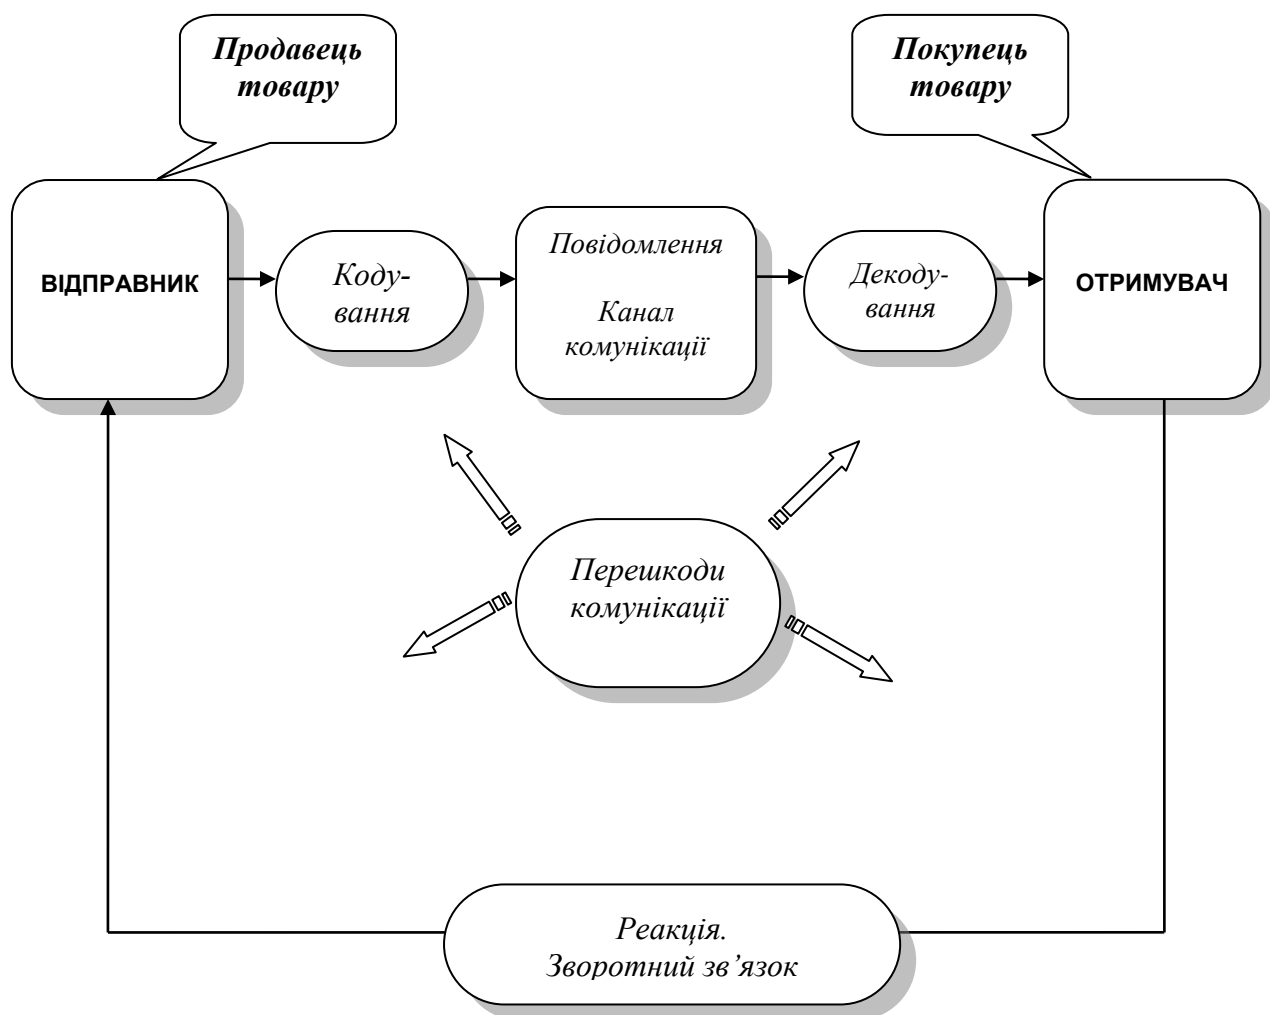 Продавець
товару
Покупець
товару
ВІДПРАВНИК
Коду-
вання
Повідомлення
Канал
комунікації
Декоду-
вання
ОТРИМУВАЧ
Перешкоди
комунікації
Реакція.
Зворотний зв’язок